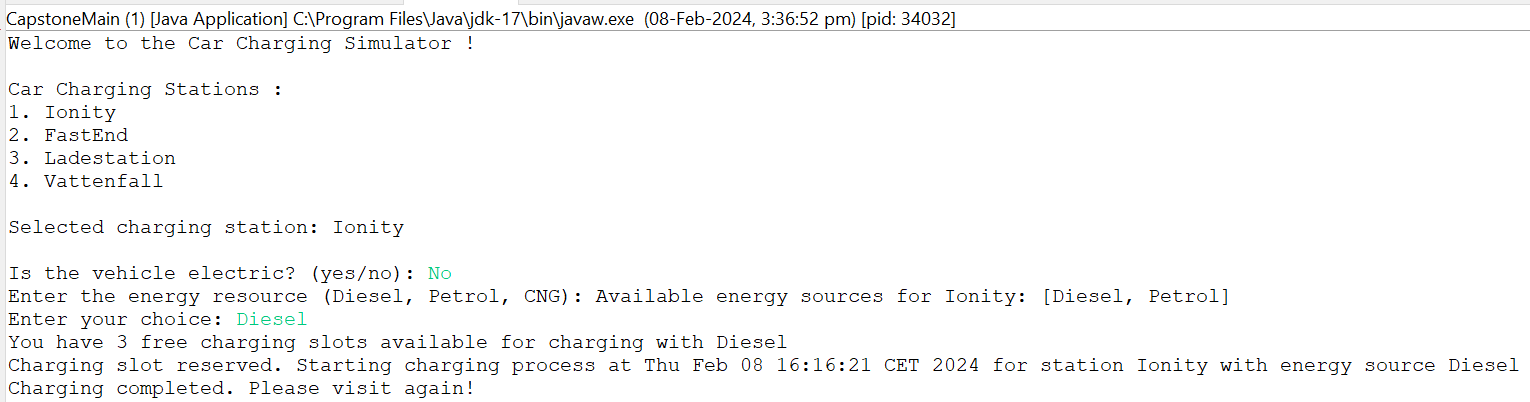 CapstoneMain (1) [Java Application] C:\Program Files\Java\jdk-17\bin\javaw.exe  (08-Feb-2024, 3:36:52 pm) [pid: 34032]
Welcome to the Car Charging Simulator !
Car Charging Stations :
1. Ionity
2. FastEnd
3. Ladestation
4. Vattenfall
Selected charging station: Ionity
Is the vehicle electric? (yes/no): No
Enter the energy resource (Diesel, Petrol, CNG): Available energy sources for Ionity: [Diesel, Petrol]
Enter your choice: Diesel
You have 3 free charging slots available for charging with Diesel
Charging slot reserved. Starting charging process at Thu Feb 08 16:16:21 CET 2024 for station Ionity with energy source Diesel
Charging completed. Please visit again!